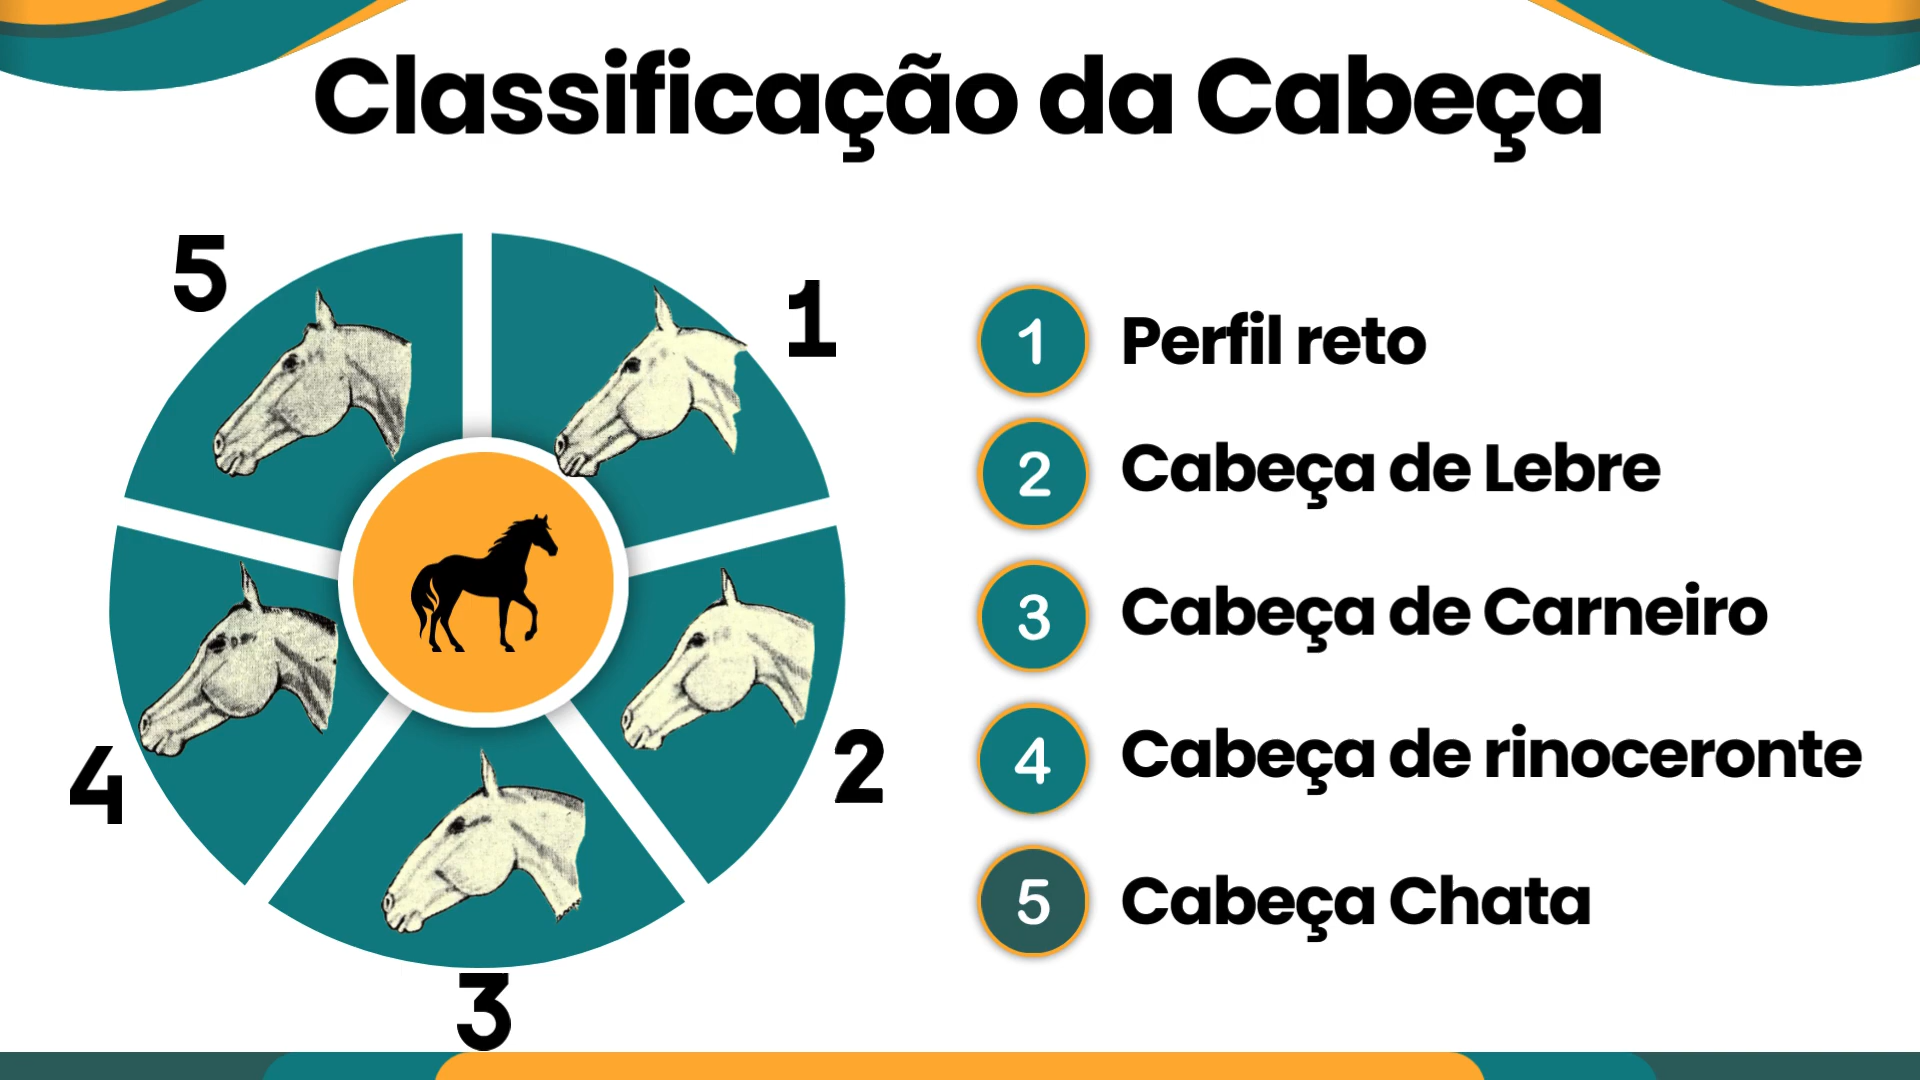 Classificação da Cabeça
5
1
4
2
3
1 Perfil reto
2 Cabeça de Lebre
3 Cabeça de Carneiro
4 Cabeça de rinoceronte
5 Cabeça Chata